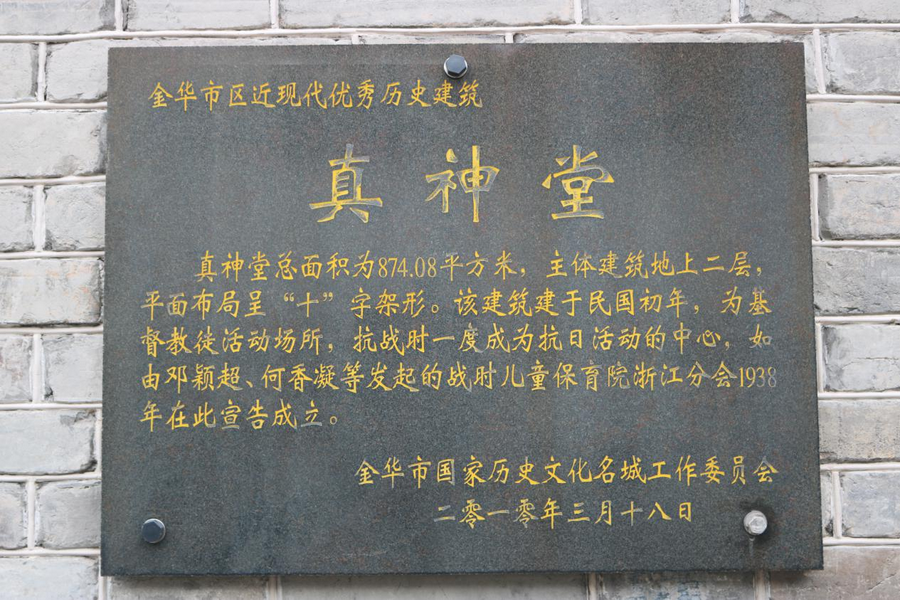 金华市区近现代优秀历史建筑
真神堂
真神堂总面积为874.08平方米，主体建筑地上二层，
平面布局呈“十”字架形。该建筑建于民国初年，为基
督教徒活动场所，抗战时一度成为抗日活动的中心，如
由邓颖超、何香凝等发起的战时儿童保育院浙江分会1938
年在此宣告成立。
金华市国家历史文化名城工作委员会
二零一零年三月十八日